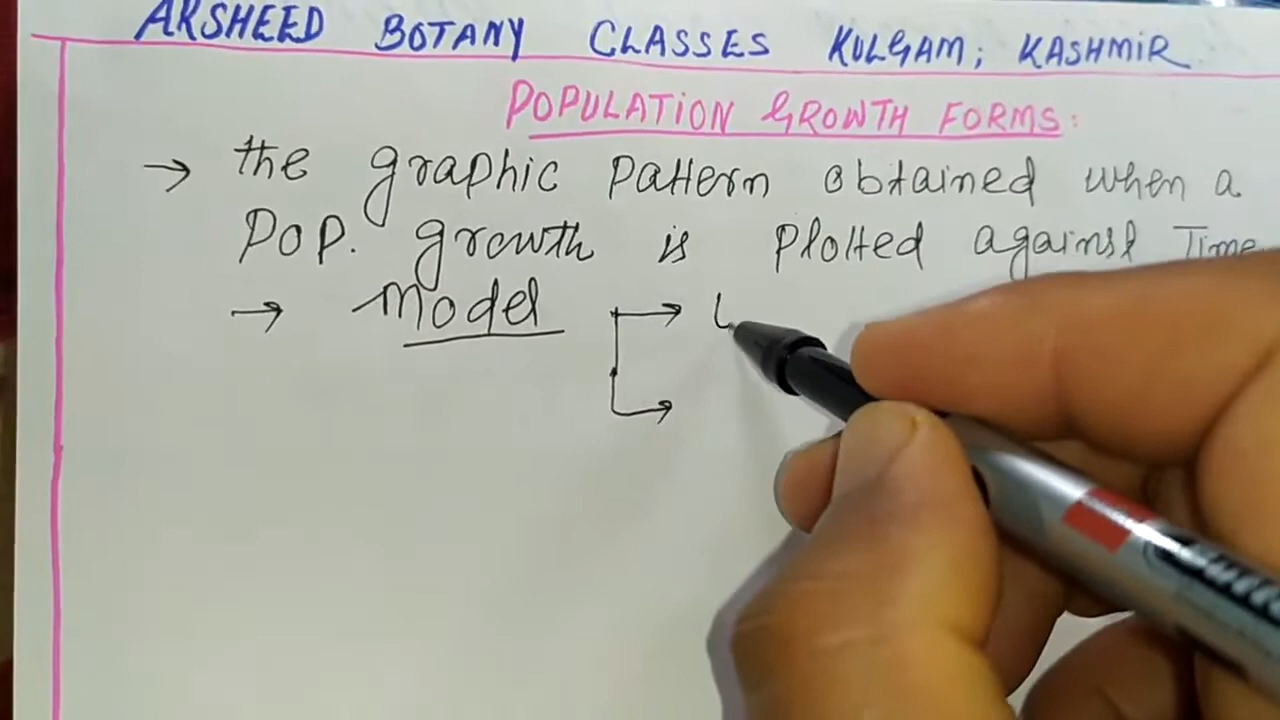 ARSHEED BOTANY CLASSES KULGAM; KASHMiR
POPULATiON GROWTH FORMS:
→ the graphic Pattern obtained when a
Pop. growth is Plotted against Time
→ Model → L
→